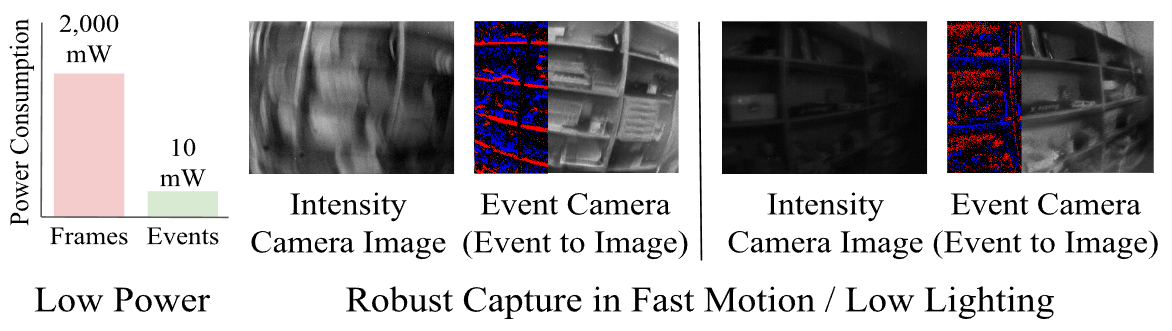 Power Consumption
2,000
mW
10
mW
Frames
Events
Low Power
Intensity
Camera Image
Event Camera
(Event to Image)
Intensity
Camera Image
Event Camera
(Event to Image)
Robust Capture in Fast Motion / Low Lighting